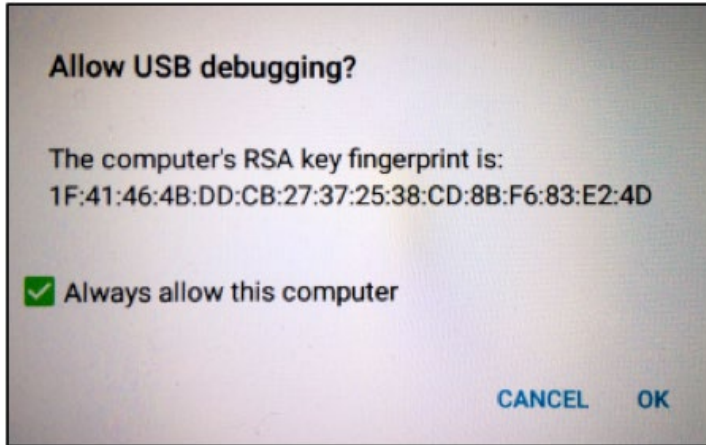 Allow USB debugging?
The computer's RSA key fingerprint is:
1F:41:46:4B:DD:CB:27:37:25:38:CD:8B:F6:83:E2:4D
Always allow this computer
CANCEL OK